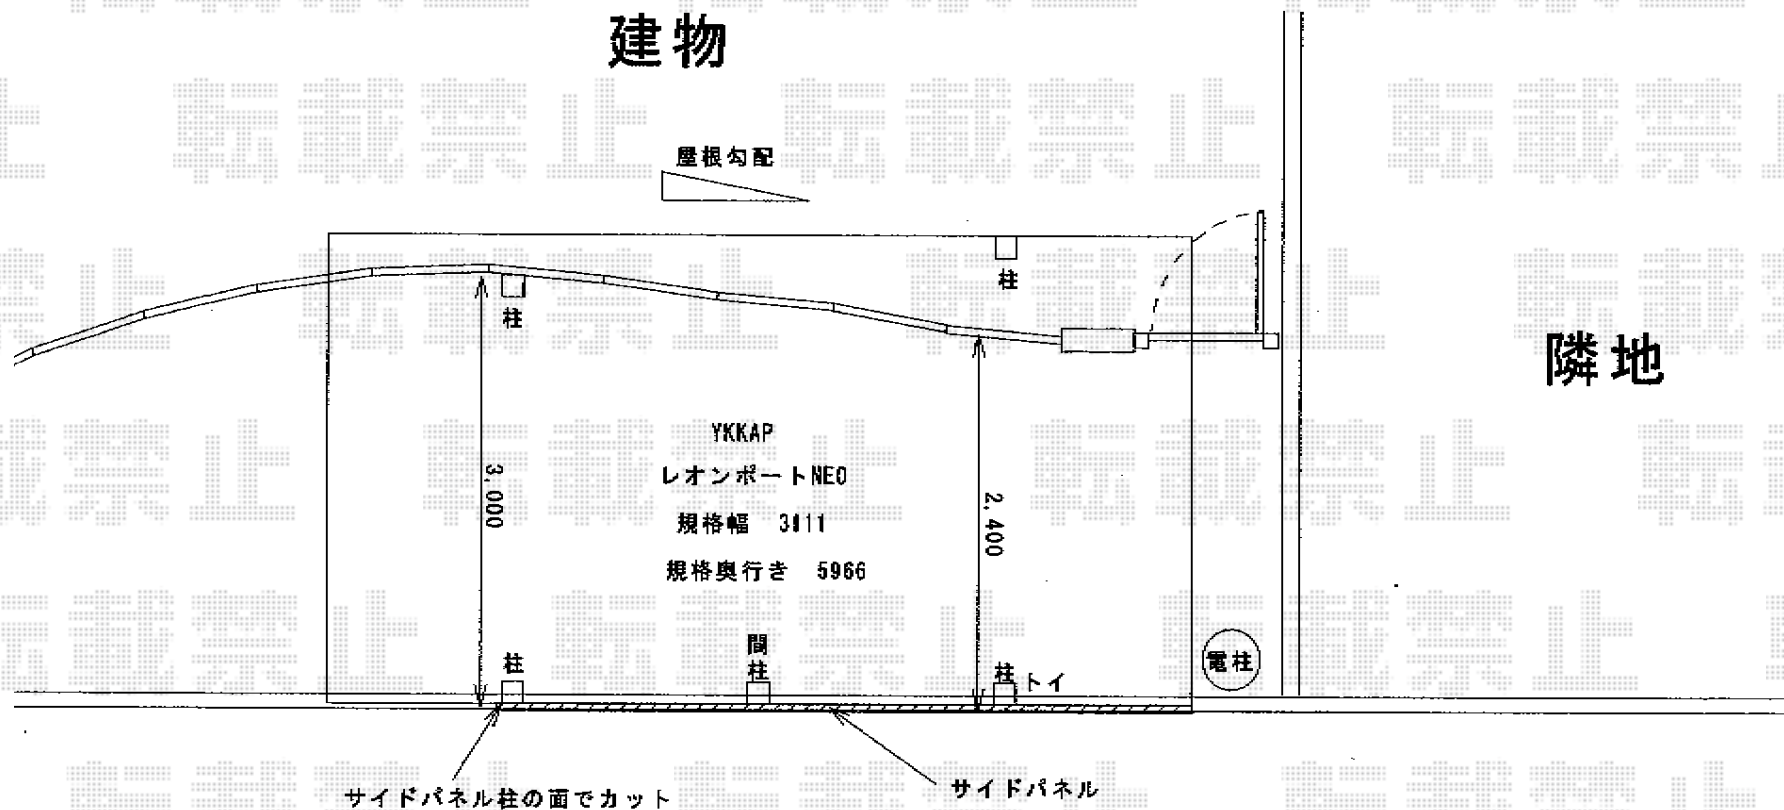 建物
転載禁止
屋根勾配
柱
柱
隣地
YKKAP
レオンポートNEO
規格幅
規格奥行き 5966
3,000
2,400
間柱
柱
柱
トイ
電柱
サイドパネル柱の面でカット
サイドパネル